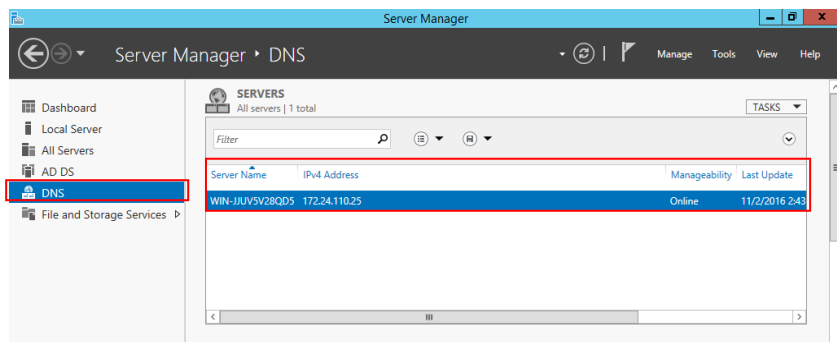 Server Manager
Server Manager • DNS
Manage Tools View Help
Dashboard
Local Server
All Servers
AD DS
DNS
File and Storage Services
SERVERS
All servers | 1 total
TASKS
Filter
Server Name IPv4 Address Manageability Last Update
WIN-JJUV5V28QD5 172.24.110.25 Online 11/2/2016 2:43